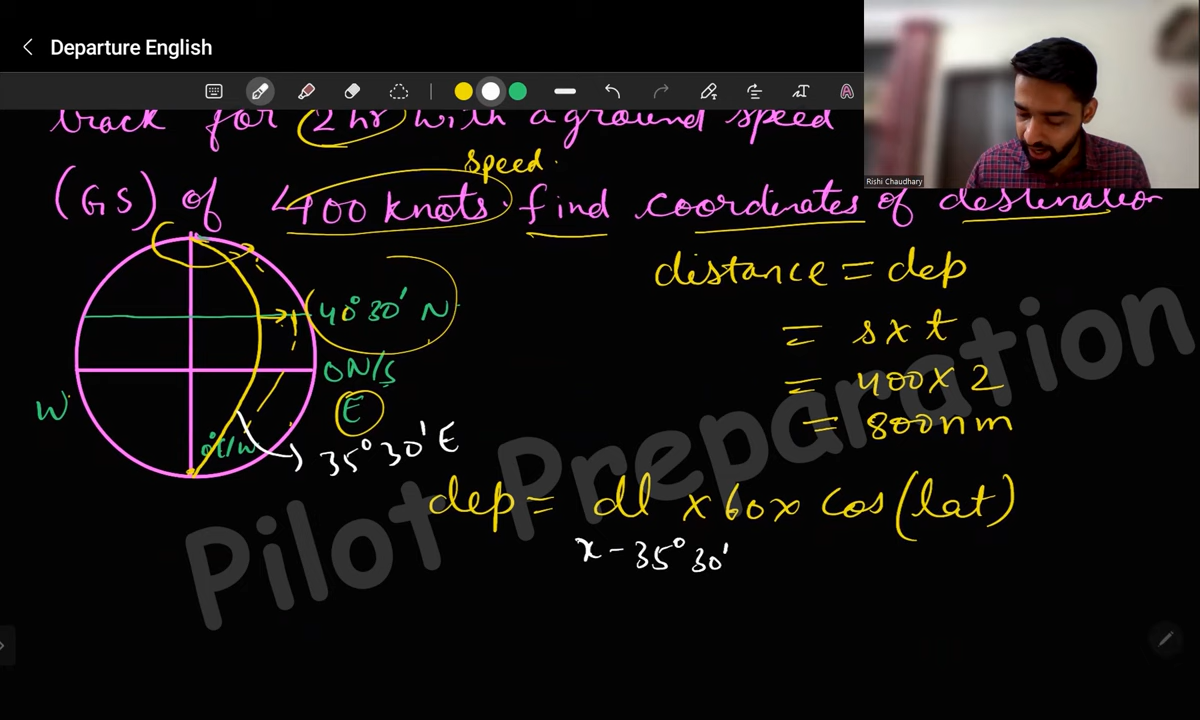 Departure English
track for 2 hr with a ground speed
speed.
(GS) of 400 knots. find coordinates of destination
distance = dep
40°30' N
= s x t
0 N/S
= 400 x 2
W
E
= 800nm
0°E/W
35°30' E
dep = dl x 60 x cos (lat)
x - 35°30'
Pilot Preparation
Rishi Chaudhary